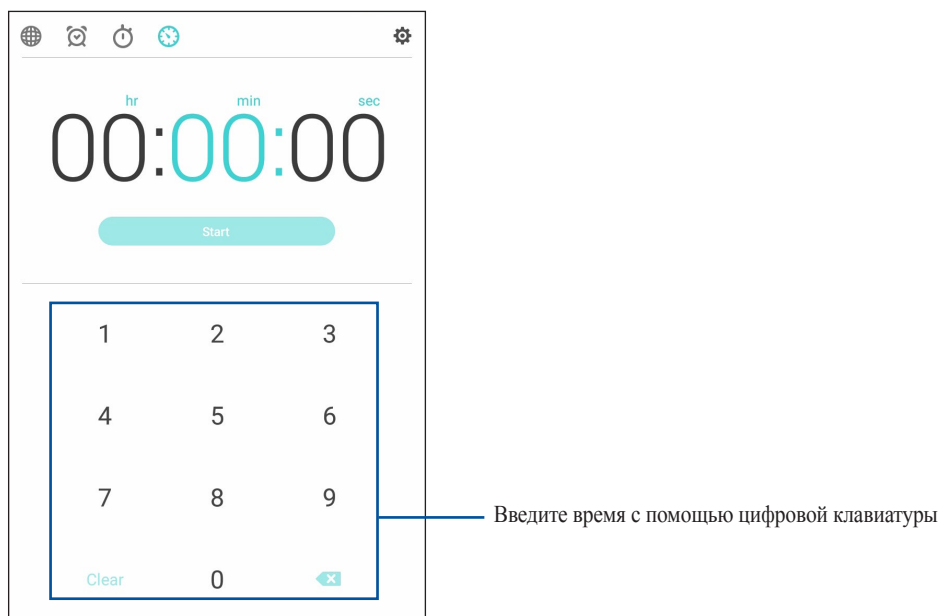 hr min sec
00:00:00
Start
1 2 3
4 5 6
7 8 9
Введите время с помощью цифровой клавиатуры
Clear 0